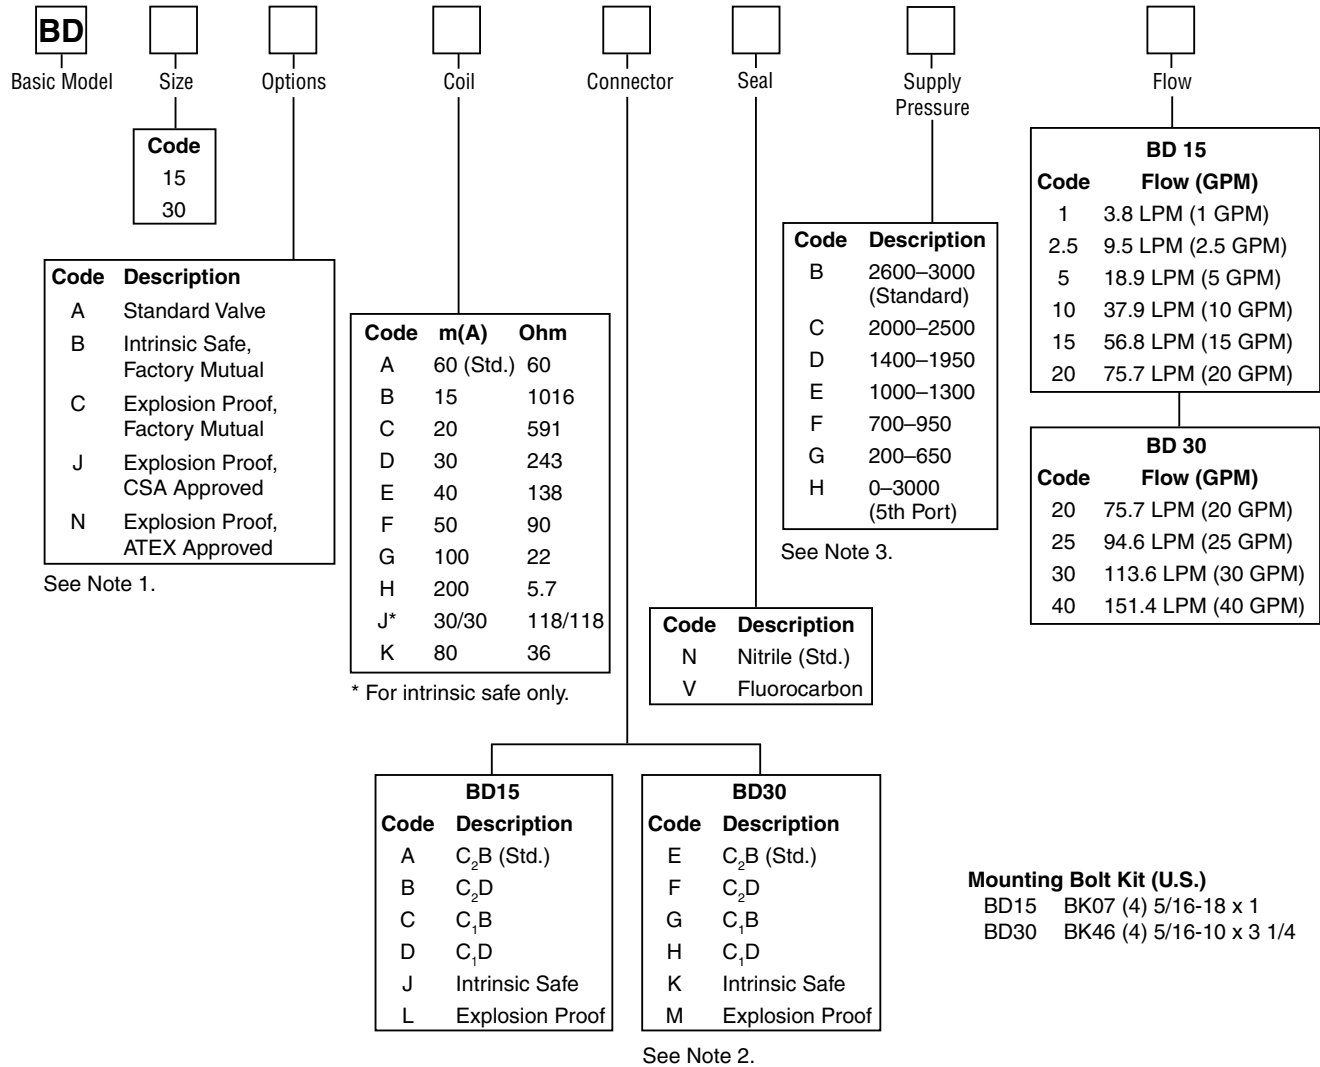 BD
Basic Model
Size
Options
Coil
Connector
Seal
Supply
Pressure
Flow
Code
15
30
Code Description
A Standard Valve
B Intrinsic Safe,
Factory Mutual
C Explosion Proof,
Factory Mutual
J Explosion Proof,
CSA Approved
N Explosion Proof,
ATEX Approved
See Note 1.
Code m(A) Ohm
A 60 (Std.) 60
B 15 1016
C 20 591
D 30 243
E 40 138
F 50 90
G 100 22
H 200 5.7
J* 30/30 118/118
K 80 36
* For intrinsic safe only.
BD15
Code Description
A C₂B (Std.)
B C₂D
C C₁B
D C₁D
J Intrinsic Safe
L Explosion Proof
BD30
Code Description
E C₂B (Std.)
F C₂D
G C₁B
H C₁D
K Intrinsic Safe
M Explosion Proof
See Note 2.
Code Description
N Nitrile (Std.)
V Fluorocarbon
Code Description
B 2600–3000
(Standard)
C 2000–2500
D 1400–1950
E 1000–1300
F 700–950
G 200–650
H 0–3000
(5th Port)
See Note 3.
BD 15
Code Flow (GPM)
1 3.8 LPM (1 GPM)
2.5 9.5 LPM (2.5 GPM)
5 18.9 LPM (5 GPM)
10 37.9 LPM (10 GPM)
15 56.8 LPM (15 GPM)
20 75.7 LPM (20 GPM)
BD 30
Code Flow (GPM)
20 75.7 LPM (20 GPM)
25 94.6 LPM (25 GPM)
30 113.6 LPM (30 GPM)
40 151.4 LPM (40 GPM)
Mounting Bolt Kit (U.S.)
BD15 BK07 (4) 5/16-18 x 1
BD30 BK46 (4) 5/16-10 x 3 1/4